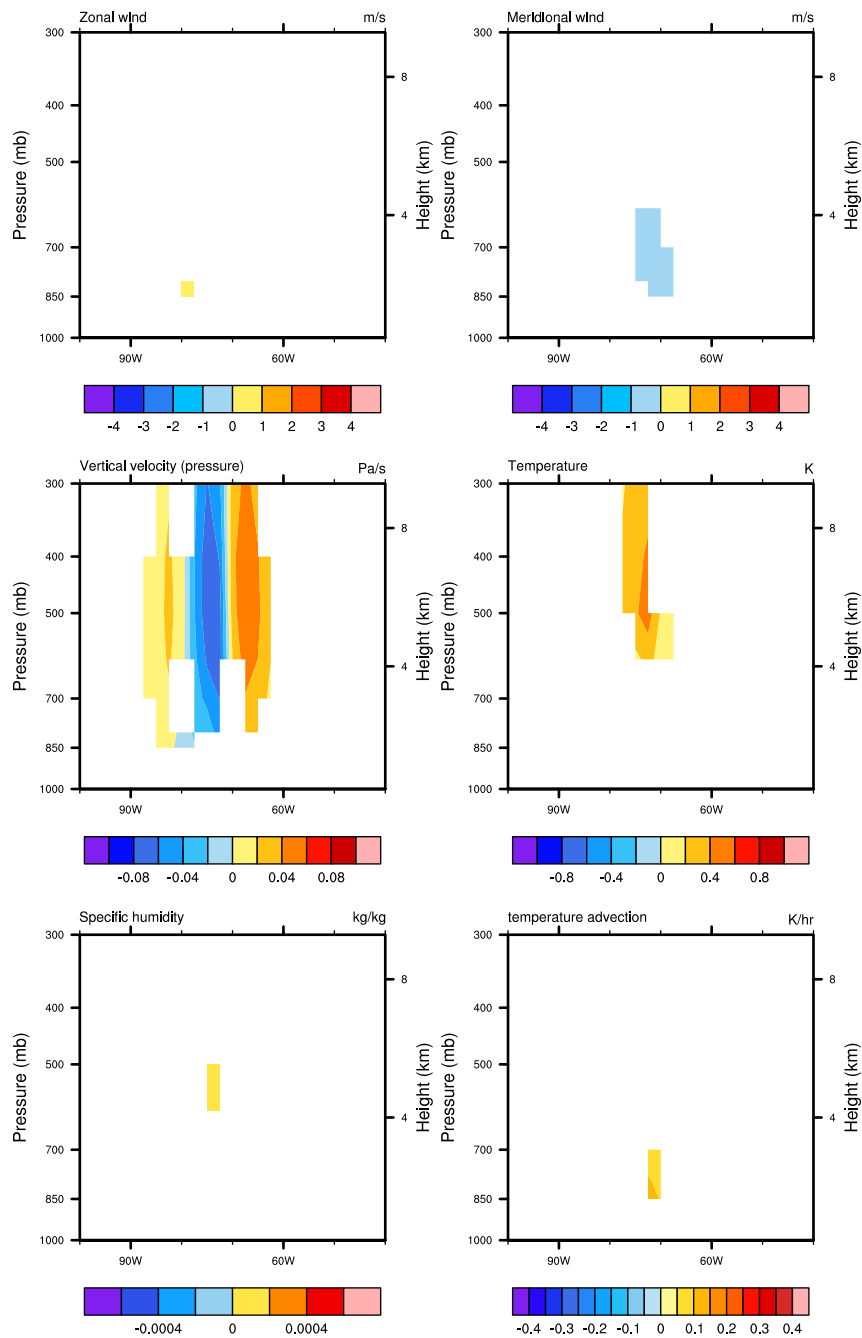 Zonal wind m/s
300
400
500
700
850
1000
Pressure (mb)
8
4
Height (km)
90W 60W
-4 -3 -2 -1 0 1 2 3 4
Meridional wind m/s
300
400
500
700
850
1000
Pressure (mb)
8
4
Height (km)
90W 60W
-4 -3 -2 -1 0 1 2 3 4
Vertical velocity (pressure) Pa/s
300
400
500
700
850
1000
Pressure (mb)
8
4
Height (km)
90W 60W
-0.08 -0.04 0 0.04 0.08
Temperature K
300
400
500
700
850
1000
Pressure (mb)
8
4
Height (km)
90W 60W
-0.8 -0.4 0 0.4 0.8
Specific humidity kg/kg
300
400
500
700
850
1000
Pressure (mb)
8
4
Height (km)
90W 60W
-0.0004 0 0.0004
temperature advection K/hr
300
400
500
700
850
1000
Pressure (mb)
8
4
Height (km)
90W 60W
-0.4 -0.3 -0.2 -0.1 0 0.1 0.2 0.3 0.4